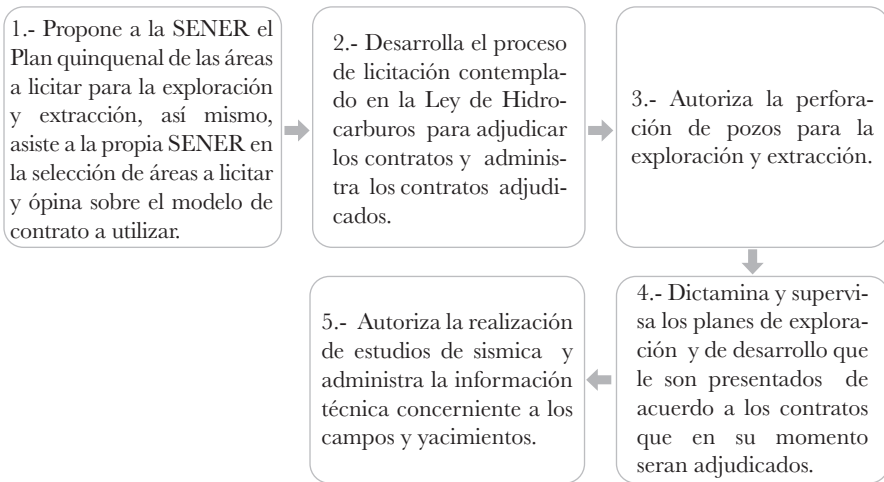 1.- Propone a la SENER el
Plan quinquenal de las áreas
a licitar para la exploración
y extracción, así mismo,
asiste a la propia SENER en
la selección de áreas a licitar
y ópina sobre el modelo de
contrato a utilizar.
2.- Desarrolla el proceso
de licitación contempla-
do en la Ley de Hidro-
carburos para adjudicar
los contratos y adminis-
tra los contratos adjudi-
cados.
3.- Autoriza la perfora-
ción de pozos para la
exploración y extracción.
4.- Dictamina y supervi-
sa los planes de explora-
ción y de desarrollo que
le son presentados de
acuerdo a los contratos
que en su momento
seran adjudicados.
5.- Autoriza la realización
de estudios de sismica y
administra la información
técnica concerniente a los
campos y yacimientos.